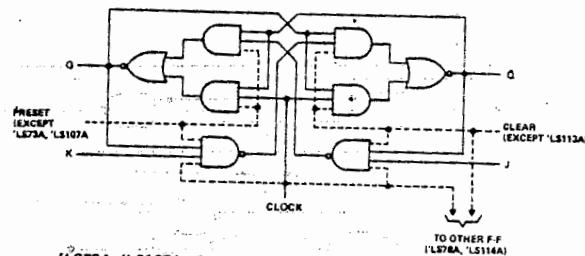 Q
Q
PRESET
(EXCEPT
'LS73A, 'LS107A
CLEAR
(EXCEPT 'LS113A)
K
J
CLOCK
TO OTHER F-F
('LS78A, 'LS114A)